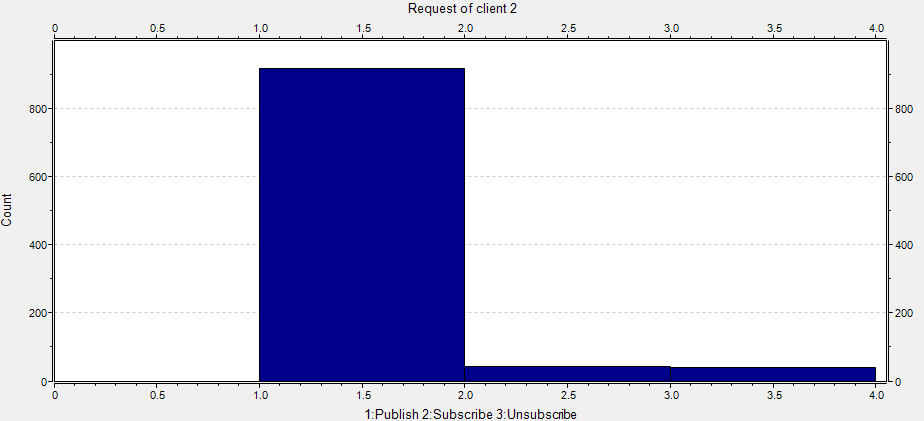 Request of client 2
0 0.5 1.0 1.5 2.0 2.5 3.0 3.5 4.0
800 800
600 600
Count
400 400
200 200
0 0
0 0.5 1.0 1.5 2.0 2.5 3.0 3.5 4.0
1:Publish 2:Subscribe 3:Unsubscribe